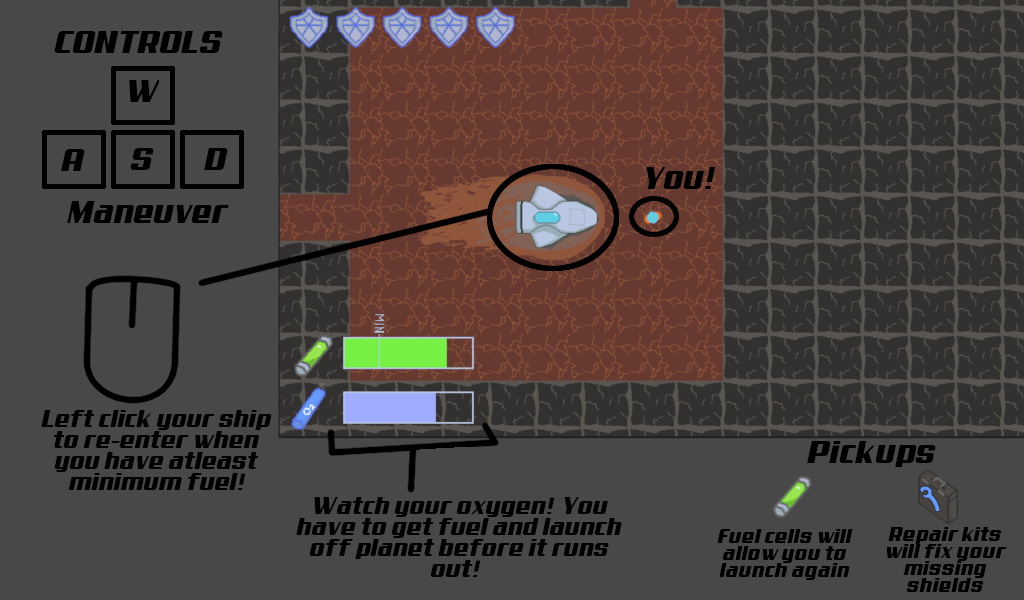 CONTROLS
W
A S D
Maneuver
You!
MIN
O2
Left click your ship
to re-enter when
you have atleast
minimum fuel!
Watch your oxygen! You
have to get fuel and launch
off planet before it runs
out!
Pickups
Fuel cells will
allow you to
launch again
Repair kits
will fix your
missing
shields